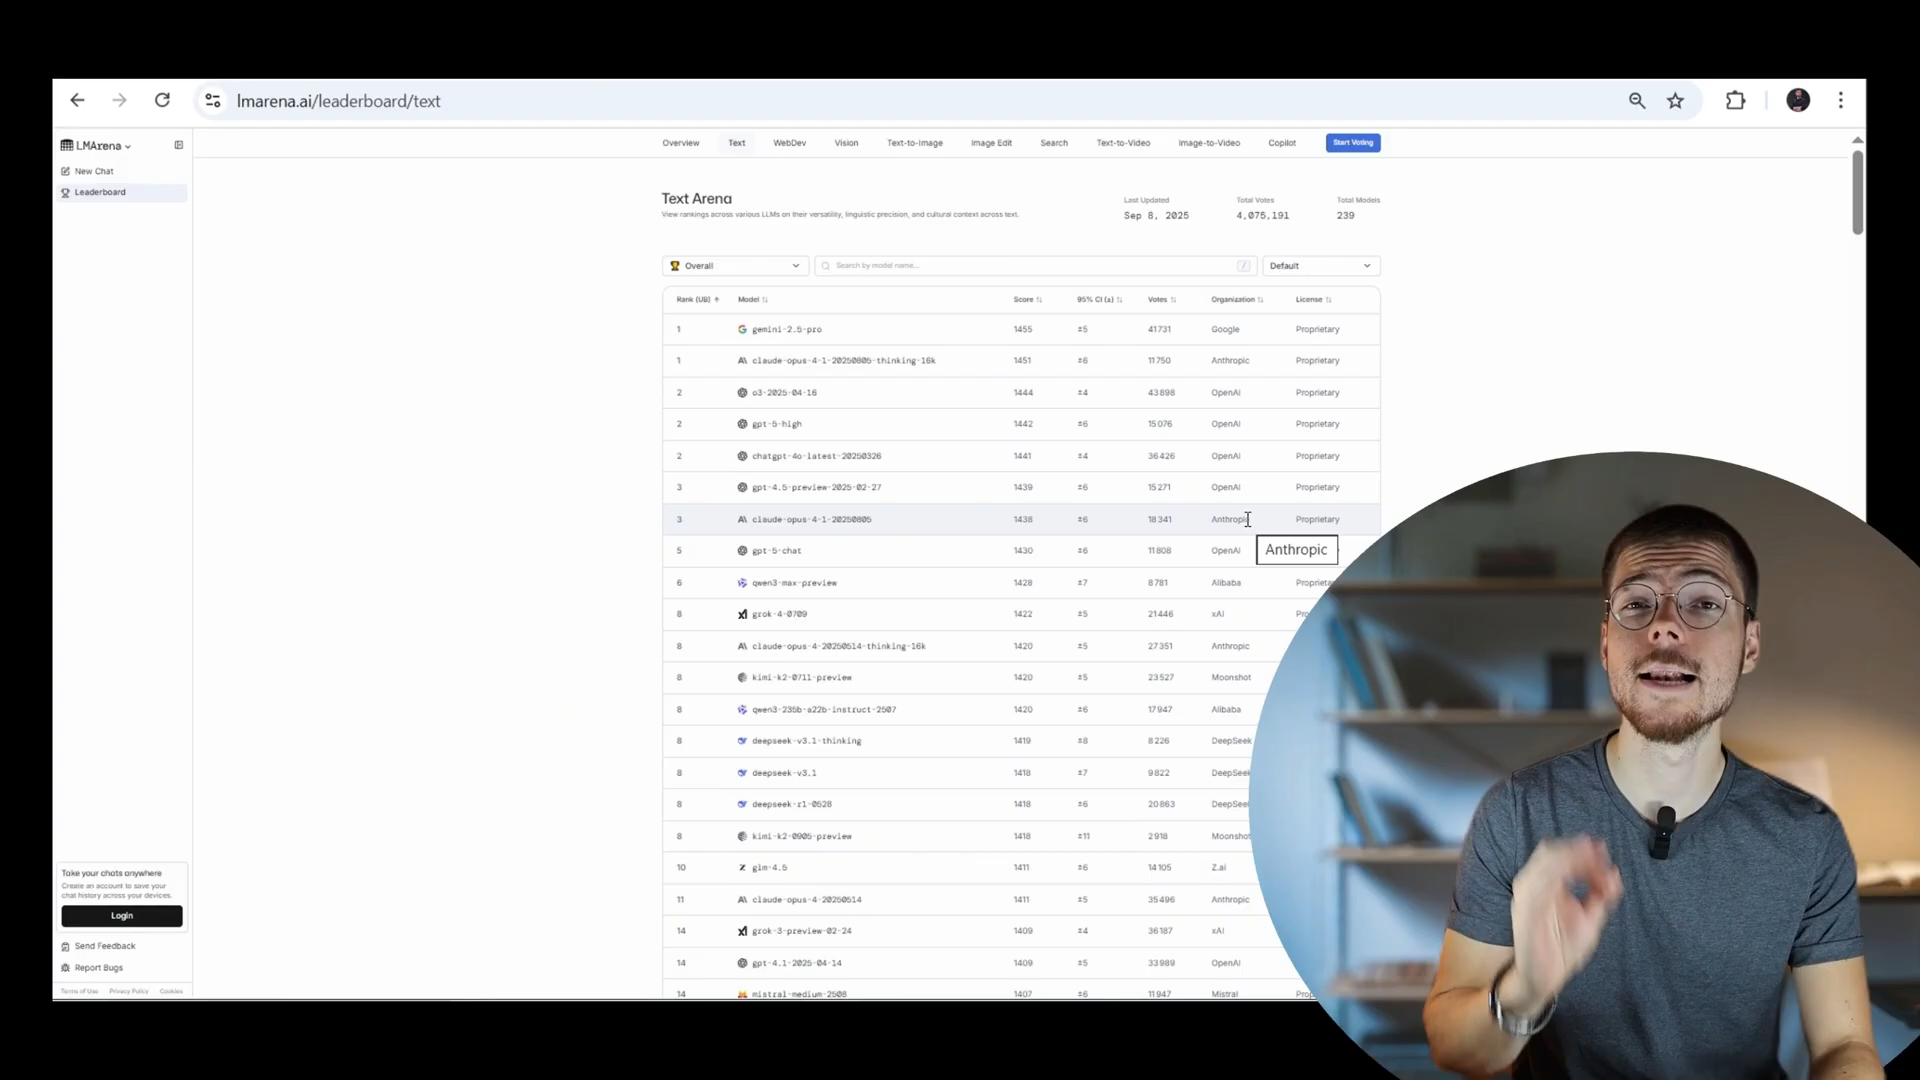 lmarena.ai/leaderboard/text
LMArena
New Chat
Leaderboard
Overview Text WebDev Vision Text-to-Image Image Edit Search Text-to-Video Image-to-Video Copilot Start Voting
Text Arena
View rankings across various LLMs on their versatility, linguistic precision, and cultural context across text.
Last Updated Total Votes Total Models
Sep 8, 2025 4,075,191 239
Overall Search by model name... / Default
Rank (UB) Model Score 95% CI (±) Votes Organization License
1 gemini-2.5-pro 1455 ±5 41731 Google Proprietary
1 claude-opus-4-1-20250805-thinking-16k 1451 ±6 11750 Anthropic Proprietary
2 o3-2025-04-16 1444 ±4 43898 OpenAI Proprietary
2 gpt-5-high 1442 ±6 15076 OpenAI Proprietary
2 chatgpt-4o-latest-20250326 1441 ±4 36426 OpenAI Proprietary
3 gpt-4.5-preview-2025-02-27 1439 ±6 15271 OpenAI Proprietary
3 claude-opus-4-1-20250805 1438 ±6 18341 Anthropic Proprietary
5 gpt-5-chat 1430 ±6 11808 OpenAI
Anthropic
6 qwen3-max-preview 1428 ±7 8781 Alibaba Proprieta
8 grok-4-0709 1422 ±5 21446 xAI
8 claude-opus-4-20250514-thinking-16k 1420 ±5 27351 Anthropic
8 kimi-k2-0711-preview 1420 ±5 23527 Moonshot
8 qwen3-235b-a22b-instruct-2507 1420 ±6 17947 Alibaba
8 deepseek-v3.1-thinking 1419 ±8 8226 DeepSeek
8 deepseek-v3.1 1418 ±7 9822 DeepSeek
8 deepseek-r1-0528 1418 ±6 20863 DeepSeek
8 kimi-k2-0905-preview 1418 ±11 2918 Moonshot
10 glm-4.5 1411 ±6 14105 Z.ai
11 claude-opus-4-20250514 1411 ±5 35496 Anthropic
14 grok-3-preview-02-24 1409 ±4 36187 xAI
14 gpt-4.1-2025-04-14 1409 ±5 33989 OpenAI
14 mistral-medium-2508 1407 ±6 11947 Mistral Prop
Take your chats anywhere
Create an account to save your
chat history across your devices.
Login
Send Feedback
Report Bugs
Terms of Use Privacy Policy Cookies